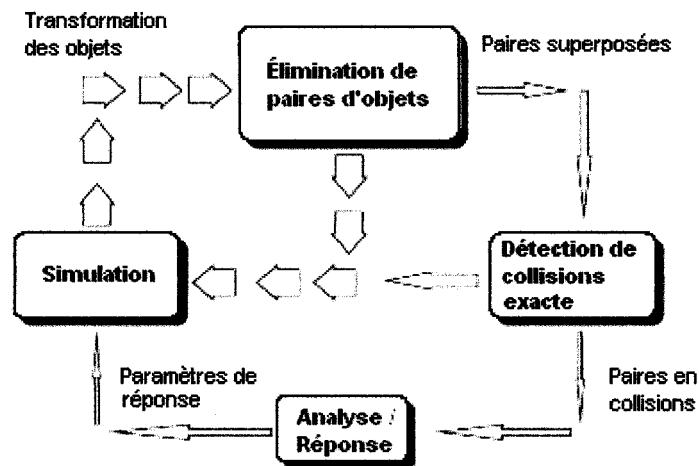 Transformation
des objets
Élimination de
paires d'objets
Paires superposées
Simulation
Détection de
collisions
exacte
Paramètres de
réponse
Analyse /
Réponse
Paires en
collisions